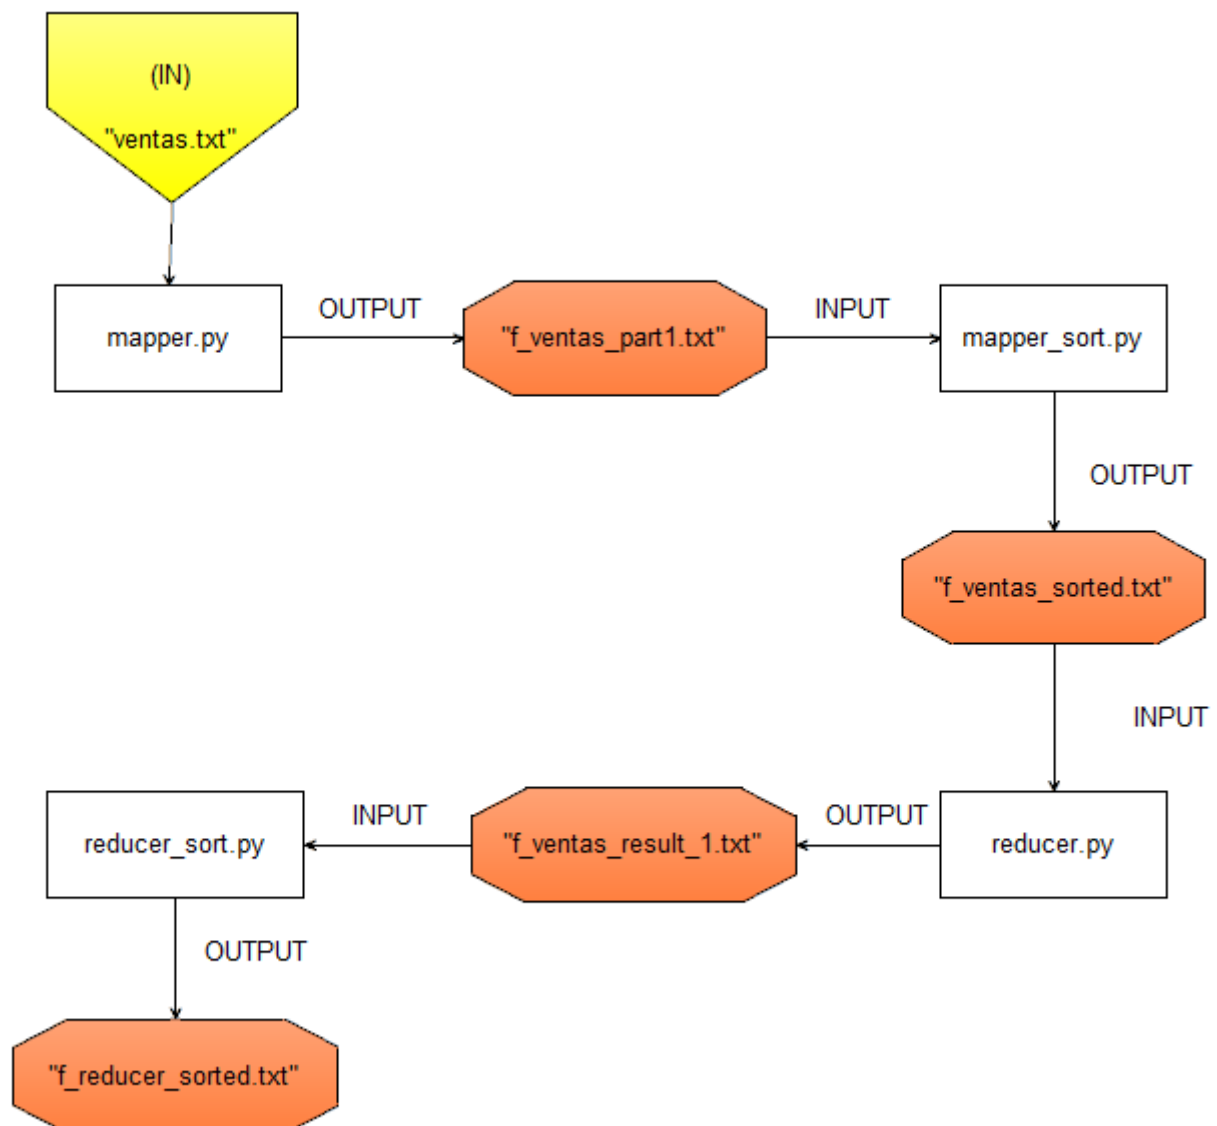 (IN)
"ventas.txt"
mapper.py
OUTPUT
"f_ventas_part1.txt"
INPUT
mapper_sort.py
OUTPUT
"f_ventas_sorted.txt"
INPUT
reducer.py
OUTPUT
"f_ventas_result_1.txt"
INPUT
reducer_sort.py
OUTPUT
"f_reducer_sorted.txt"